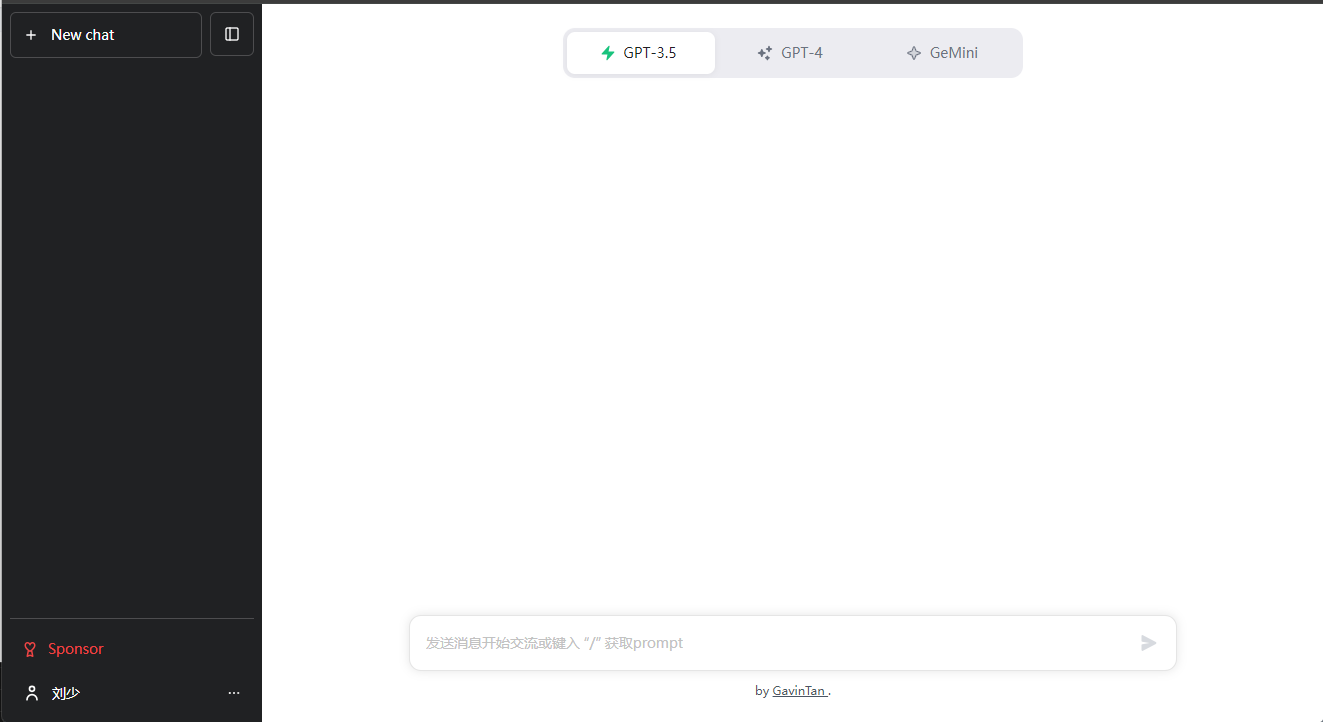 New chat
GPT-3.5
GPT-4
GeMini
发送消息开始交流或键入 “/” 获取prompt
by GavinTan .
Sponsor
刘少